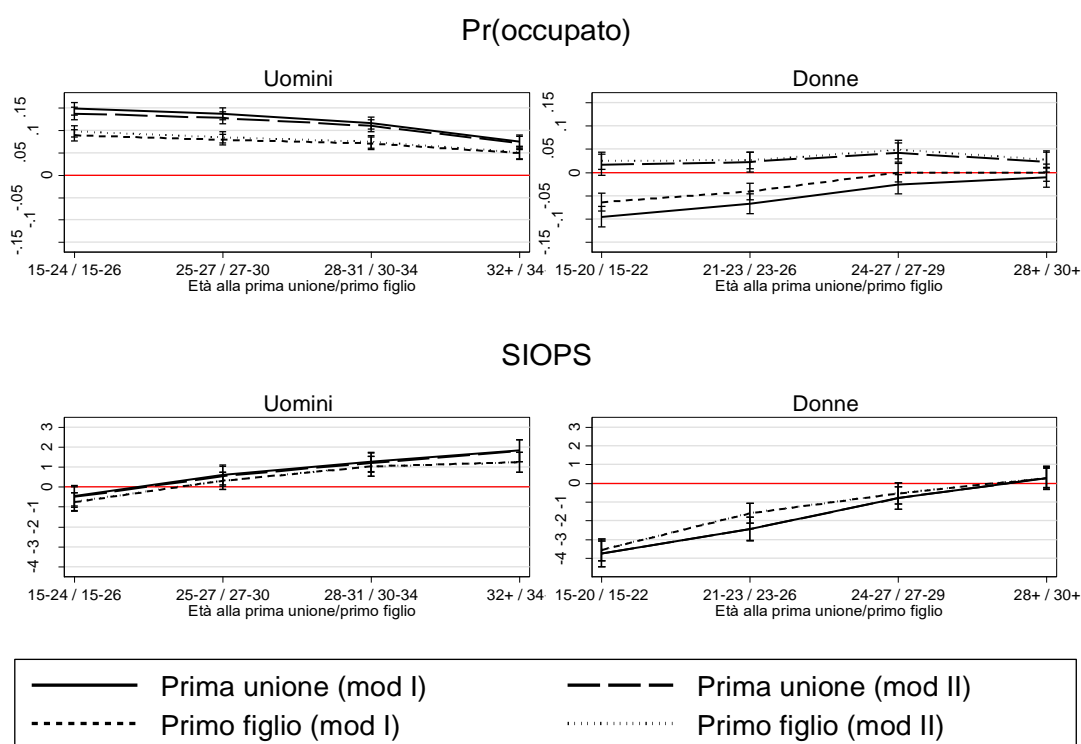 Pr(occupato)
Uomini
.15
.1
.05
0
-.05
-.1
-.15
15-24 / 15-26 25-27 / 27-30 28-31 / 30-34 32+ / 34
Età alla prima unione/primo figlio
Donne
.15
.1
.05
0
-.05
-.1
-.15
15-20 / 15-22 21-23 / 23-26 24-27 / 27-29 28+ / 30+
Età alla prima unione/primo figlio
SIOPS
Uomini
3
2
1
0
-1
-2
-3
-4
15-24 / 15-26 25-27 / 27-30 28-31 / 30-34 32+ / 34
Età alla prima unione/primo figlio
Donne
3
2
1
0
-1
-2
-3
-4
15-20 / 15-22 21-23 / 23-26 24-27 / 27-29 28+ / 30+
Età alla prima unione/primo figlio
Prima unione (mod I) Prima unione (mod II)
Primo figlio (mod I) Primo figlio (mod II)